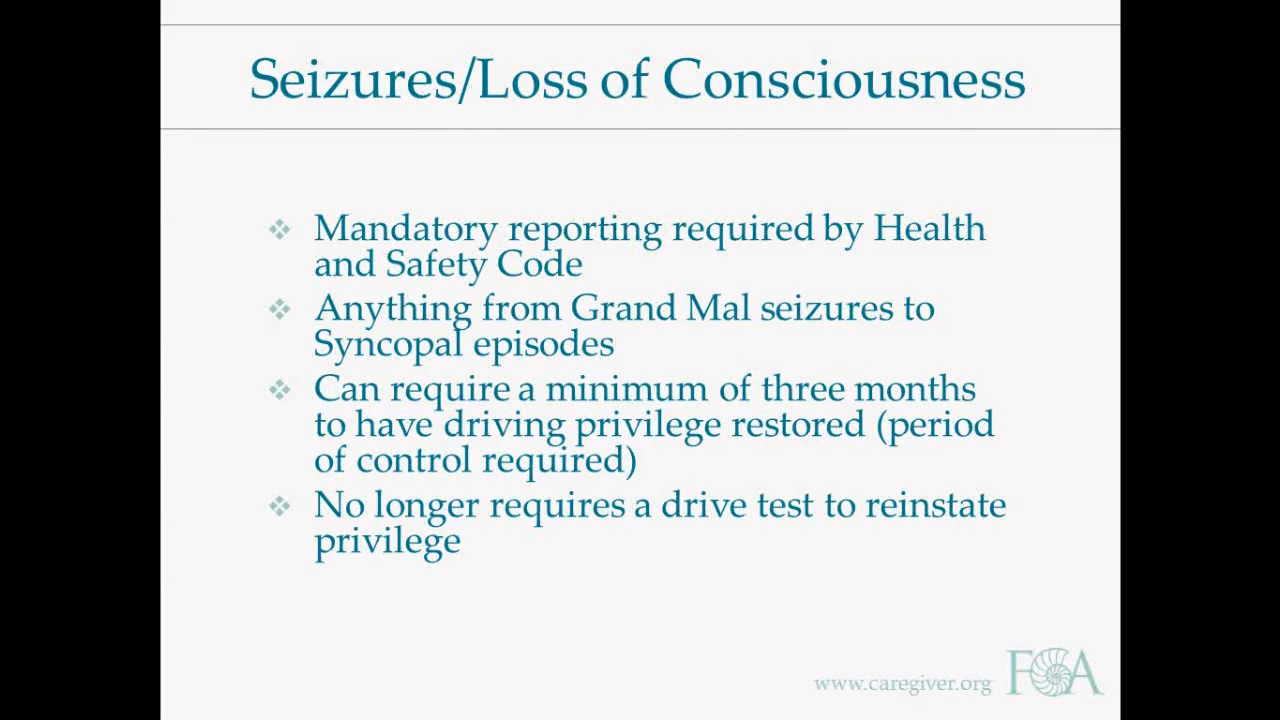 Seizures/Loss of Consciousness
Mandatory reporting required by Health
and Safety Code
Anything from Grand Mal seizures to
Syncopal episodes
Can require a minimum of three months
to have driving privilege restored (period
of control required)
No longer requires a drive test to reinstate
privilege
www.caregiver.org FCA